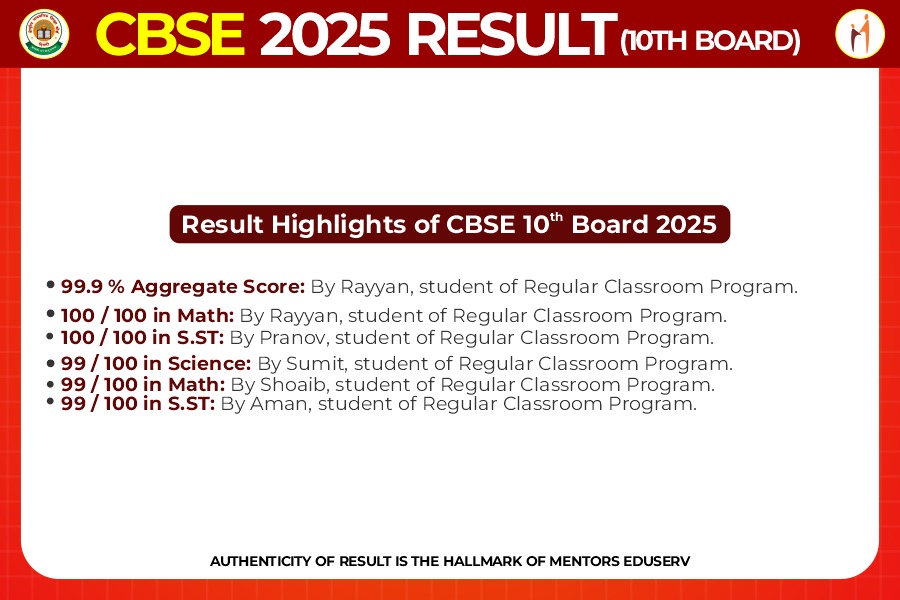 CBSE 2025 RESULT (10TH BOARD)
Result Highlights of CBSE 10th Board 2025
• 99.9 % Aggregate Score: By Rayyan, student of Regular Classroom Program.
• 100 / 100 in Math: By Rayyan, student of Regular Classroom Program.
• 100 / 100 in S.ST: By Pranov, student of Regular Classroom Program.
• 99 / 100 in Science: By Sumit, student of Regular Classroom Program.
• 99 / 100 in Math: By Shoaib, student of Regular Classroom Program.
• 99 / 100 in S.ST: By Aman, student of Regular Classroom Program.
AUTHENTICITY OF RESULT IS THE HALLMARK OF MENTORS EDUSERV